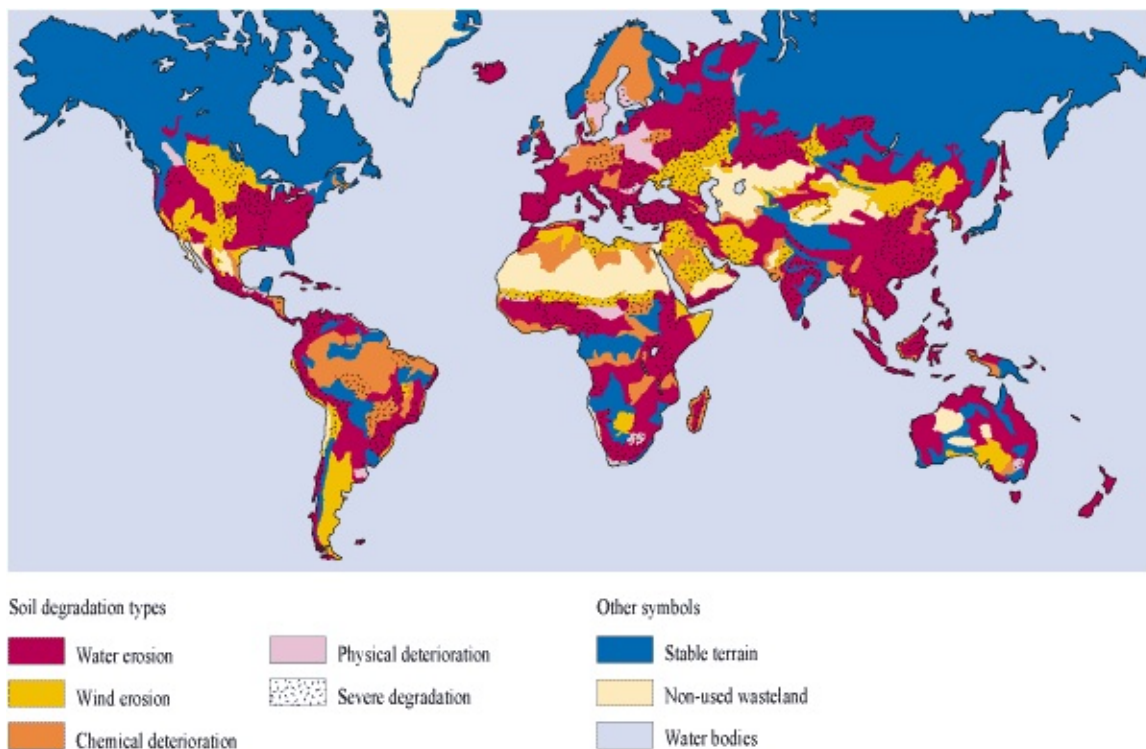 Soil degradation types
Water erosion
Wind erosion
Chemical deterioration
Physical deterioration
Severe degradation
Other symbols
Stable terrain
Non-used wasteland
Water bodies